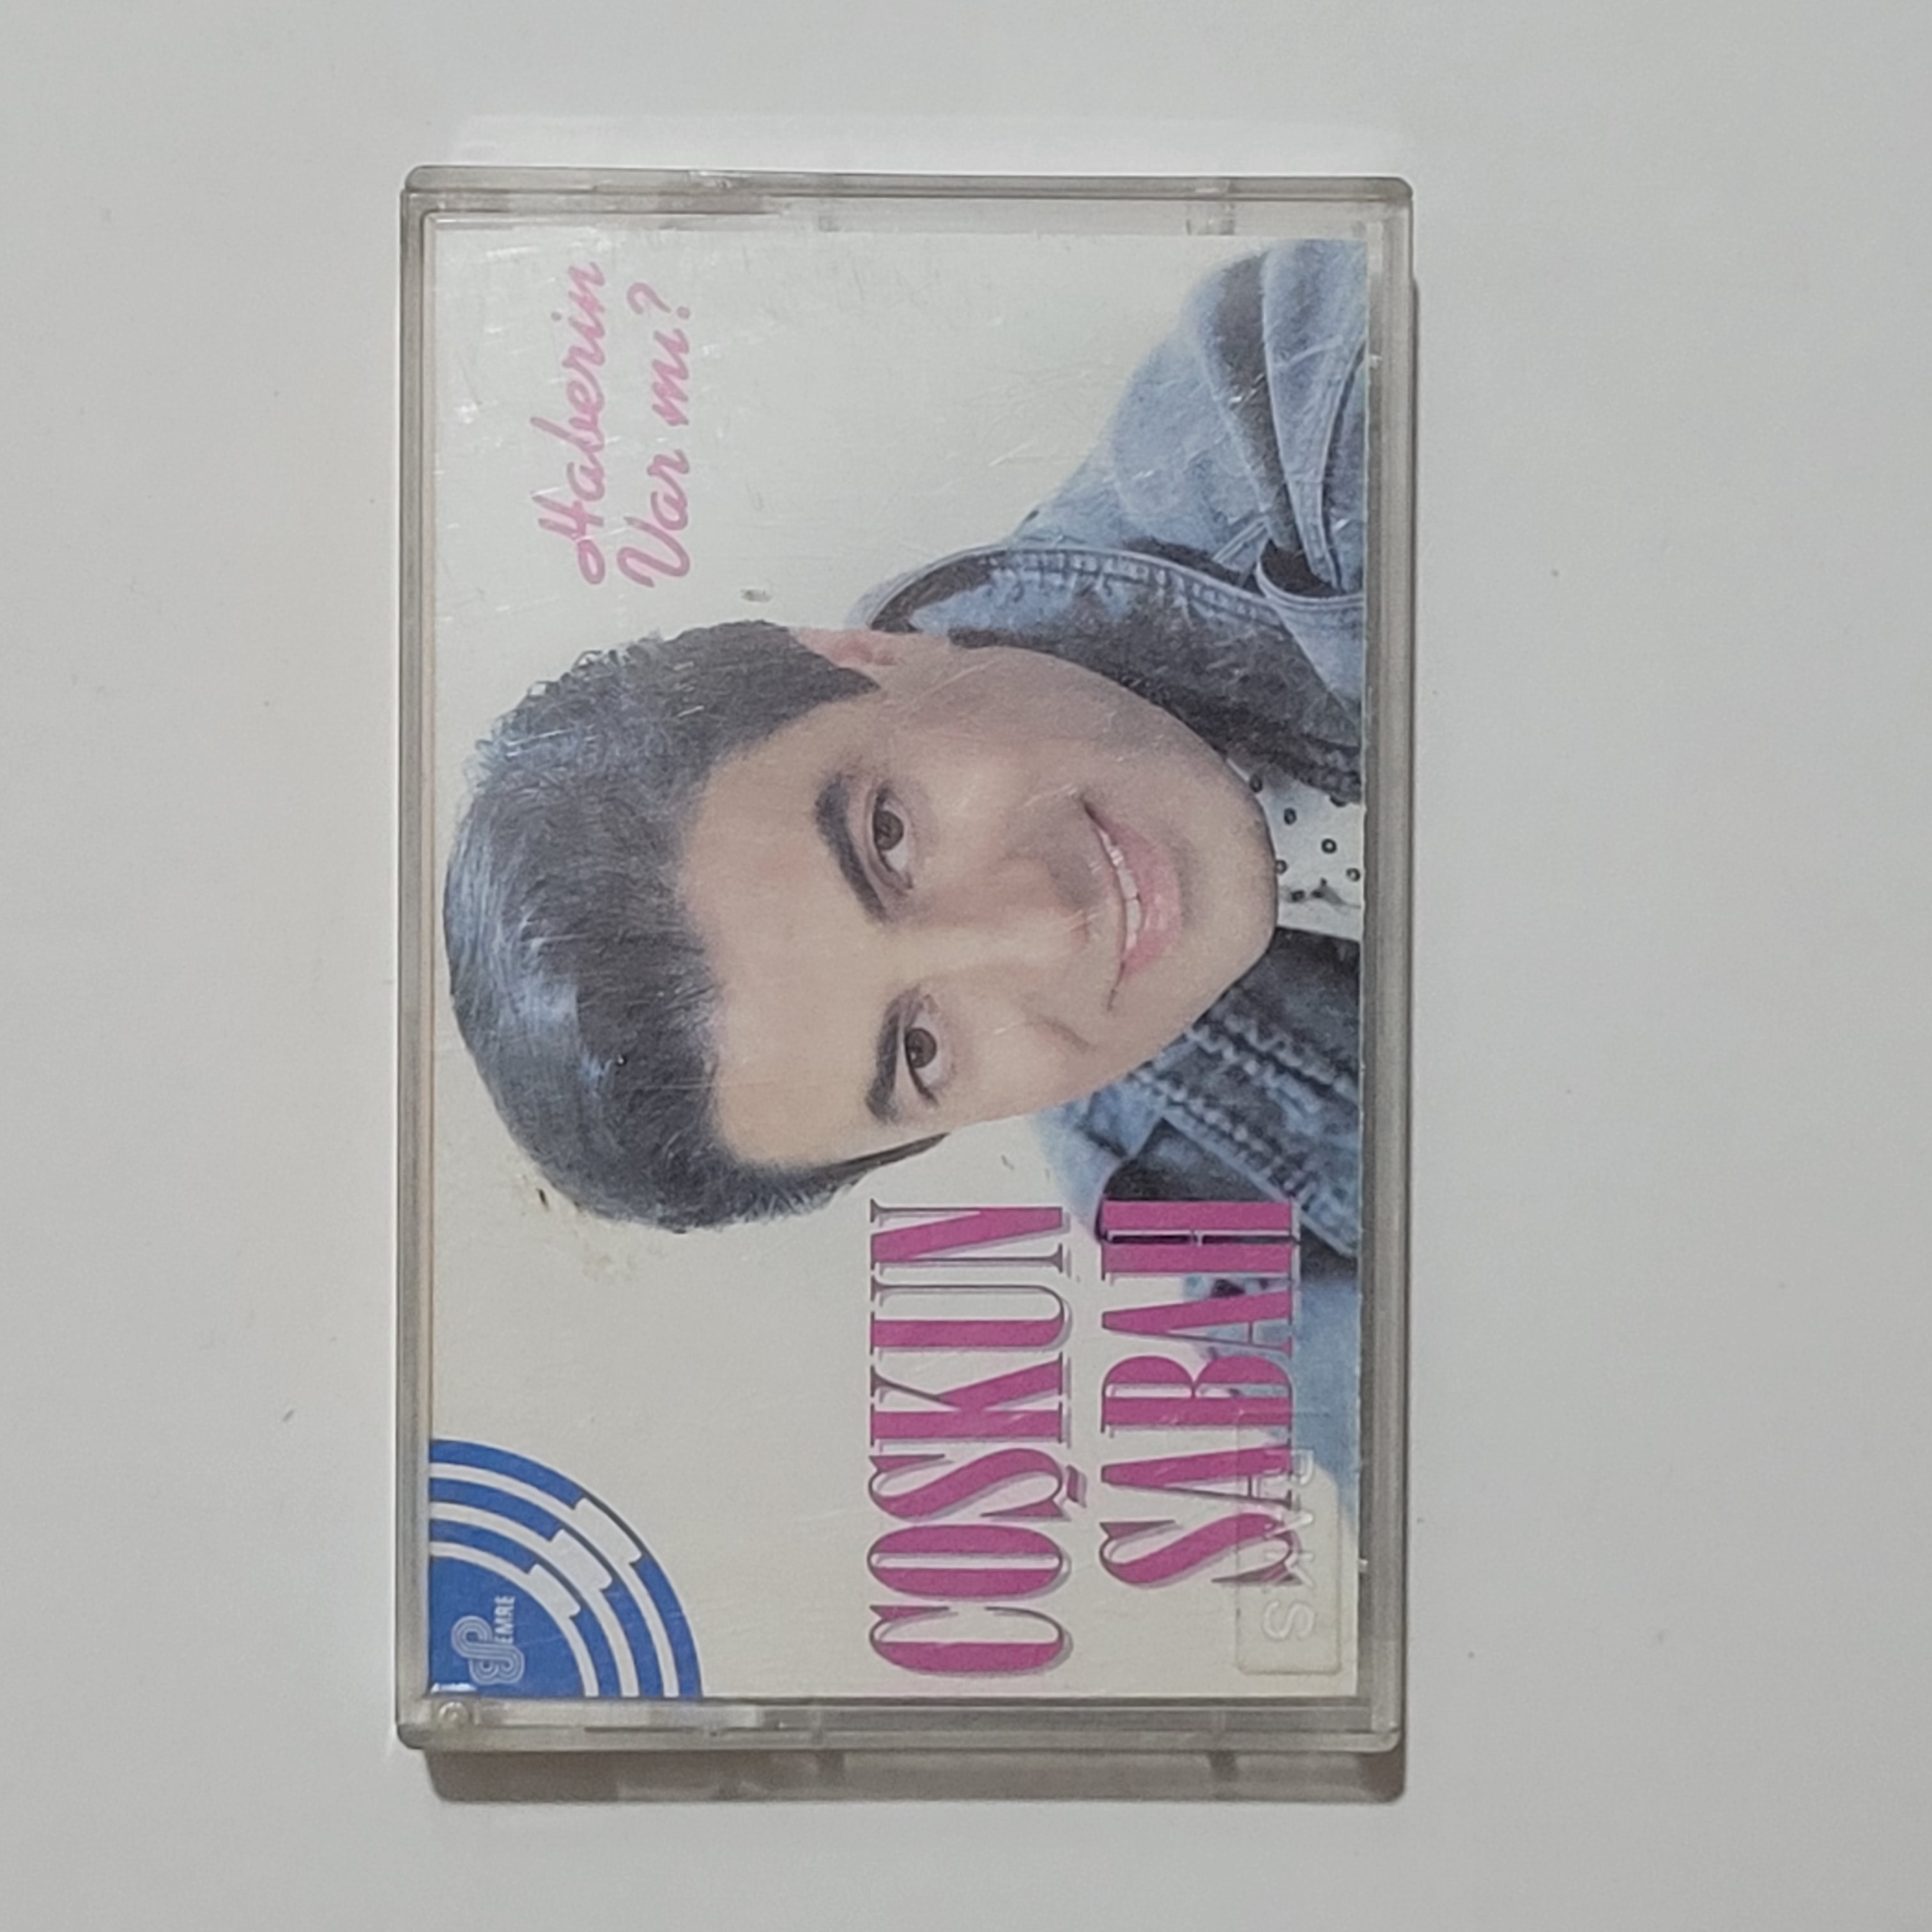 Haberin
Var mı?
EMRE
COŞKUN
SABAH
RAKS